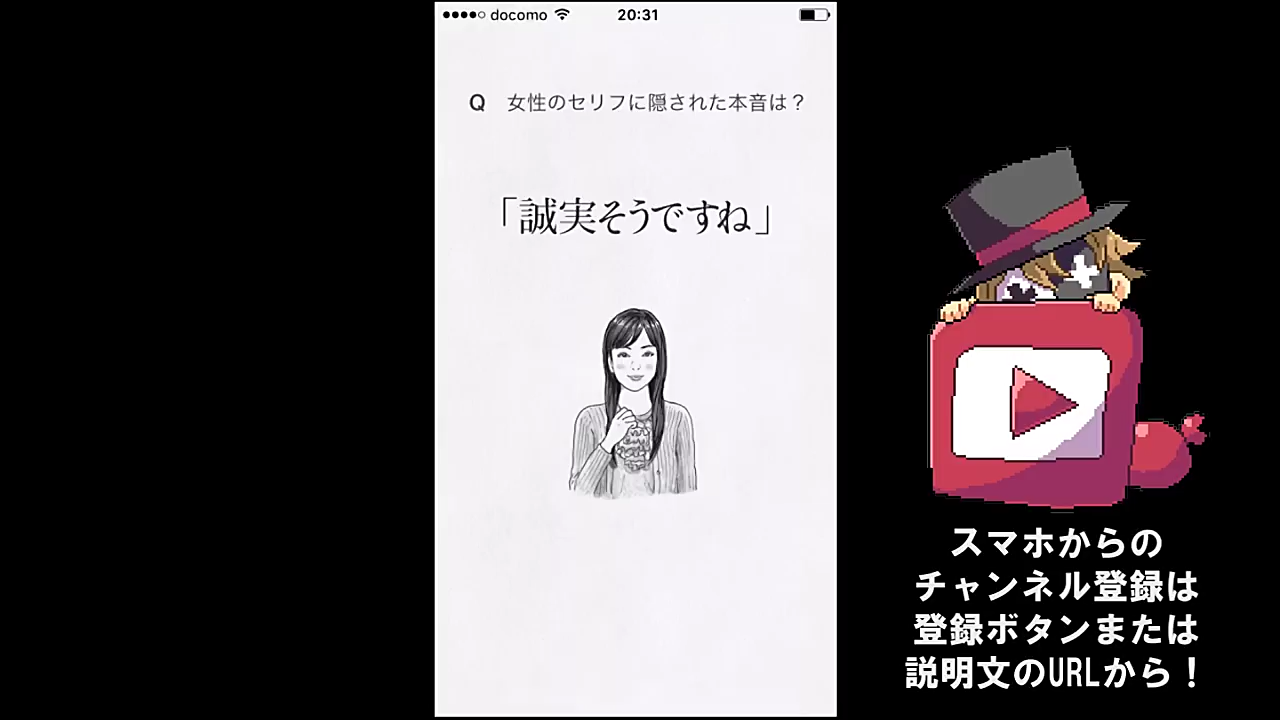 docomo 20:31
Q 女性のセリフに隠された本音は？
「誠実そうですね」
スマホからの
チャンネル登録は
登録ボタンまたは
説明文のURLから！